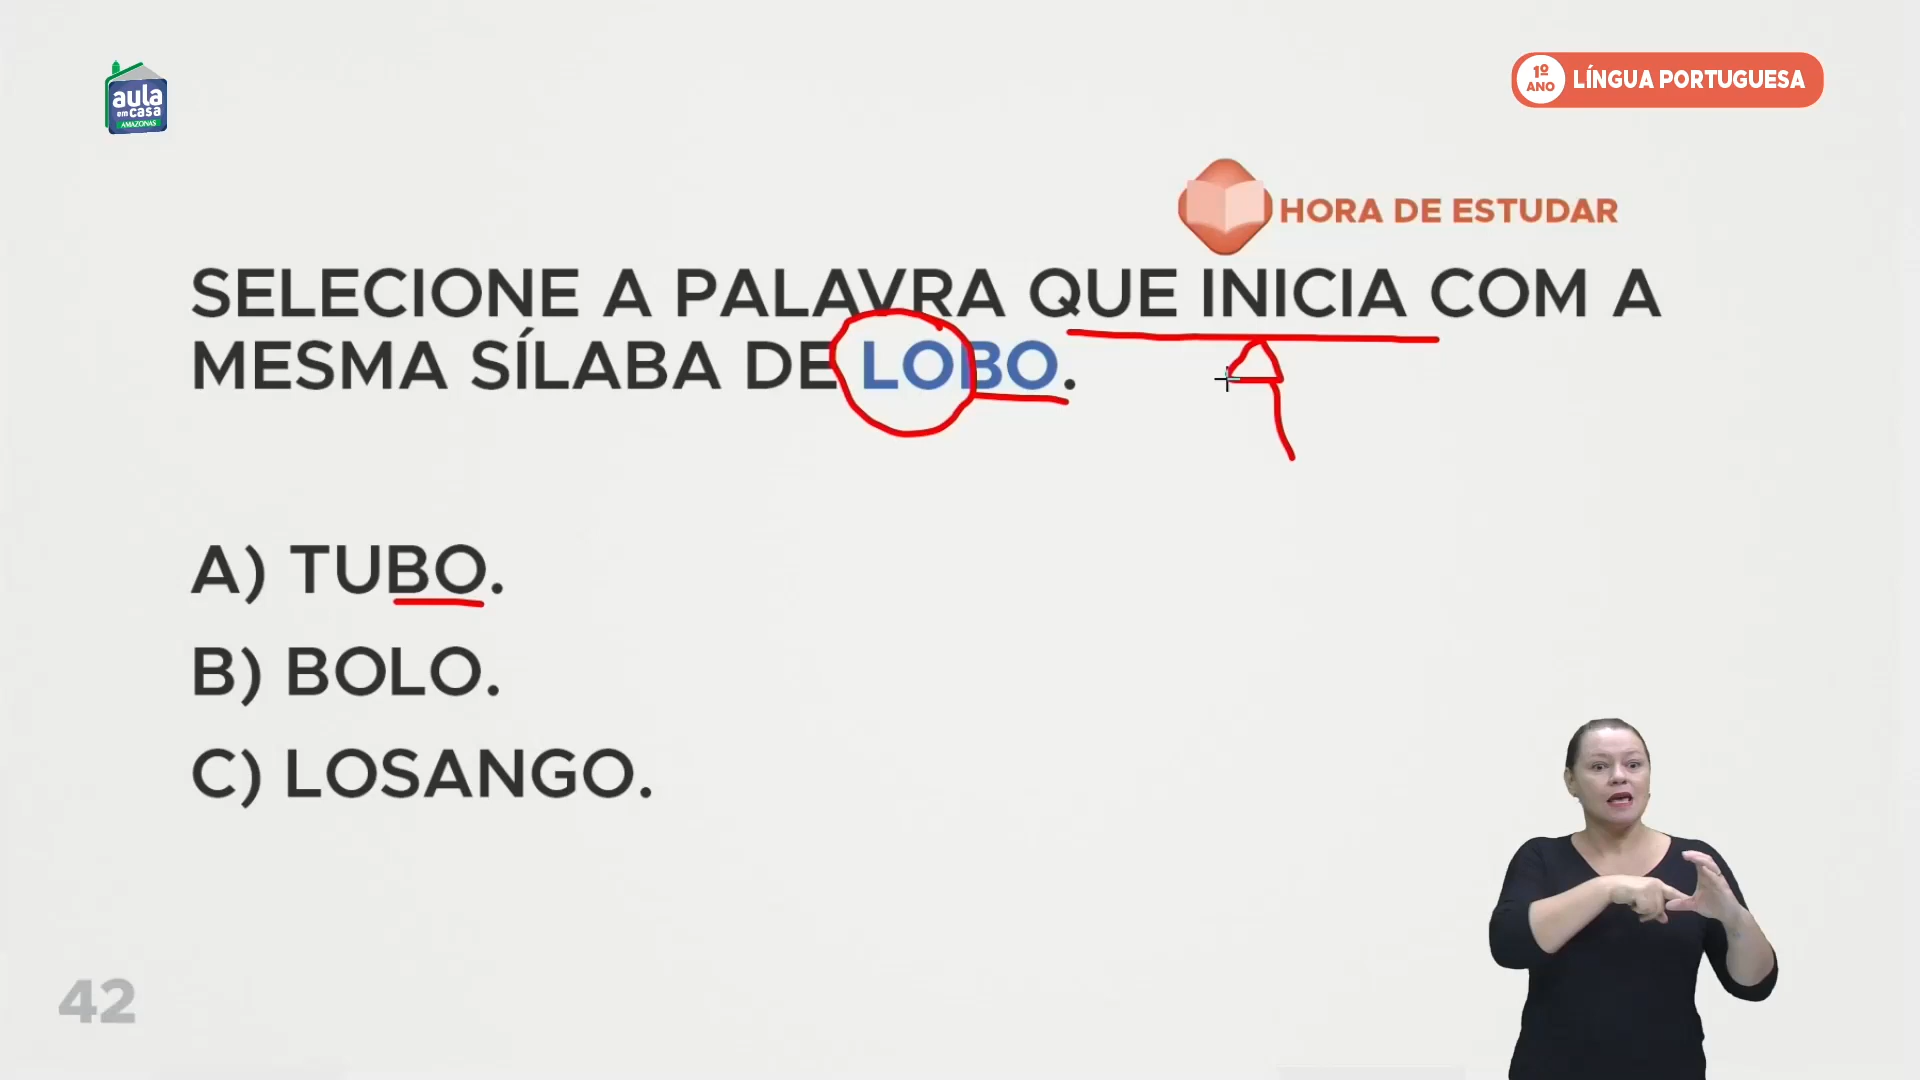 aula
em casa
AMAZONAS
1º
ANO
LÍNGUA PORTUGUESA
HORA DE ESTUDAR
SELECIONE A PALAVRA QUE INICIA COM A
MESMA SÍLABA DE LOBO.
A) TUBO.
B) BOLO.
C) LOSANGO.
42